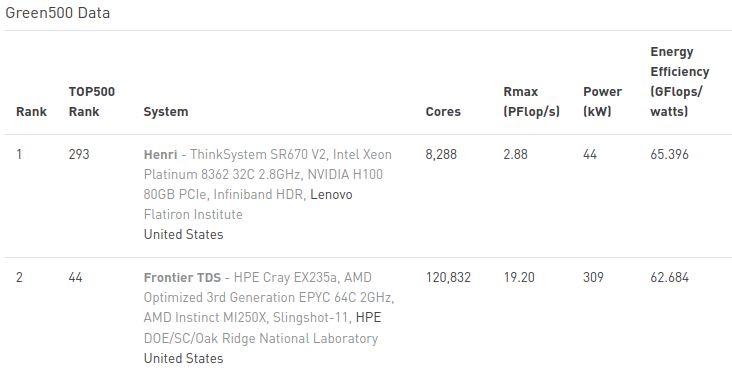 Green500 Data
Rank TOP500 Rank System Cores Rmax (PFlop/s) Power (kW) Energy Efficiency (GFlops/watts)
1 293 Henri - ThinkSystem SR670 V2, Intel Xeon 8,288 2.88 44 65.396
Platinum 8362 32C 2.8GHz, NVIDIA H100
80GB PCIe, Infiniband HDR, Lenovo
Flatiron Institute
United States
2 44 Frontier TDS - HPE Cray EX235a, AMD 120,832 19.20 309 62.684
Optimized 3rd Generation EPYC 64C 2GHz,
AMD Instinct MI250X, Slingshot-11, HPE
DOE/SC/Oak Ridge National Laboratory
United States